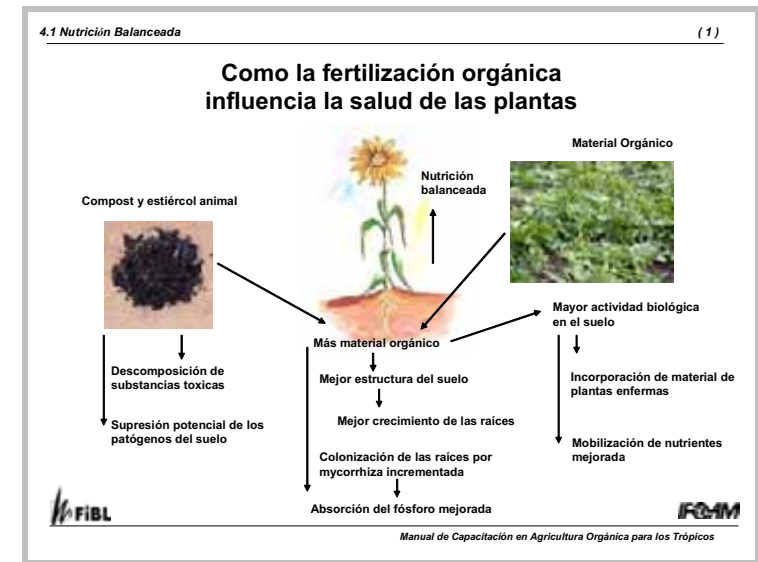 4.1 Nutrición Balanceada
( 1 )
Como la fertilización orgánica
influencia la salud de las plantas
Material Orgánico
Nutrición
balanceada
Compost y estiércol animal
Mayor actividad biológica
en el suelo
Más material orgánico
Descomposición de
substancias toxicas
Mejor estructura del suelo
Incorporación de material de
plantas enfermas
Supresión potencial de los
patógenos del suelo
Mejor crecimiento de las raíces
Mobilización de nutrientes
mejorada
Colonización de las raíces por
mycorrhiza incrementada
Absorción del fósforo mejorada
FiBL
IFOAM
Manual de Capacitación en Agricultura Orgánica para los Trópicos